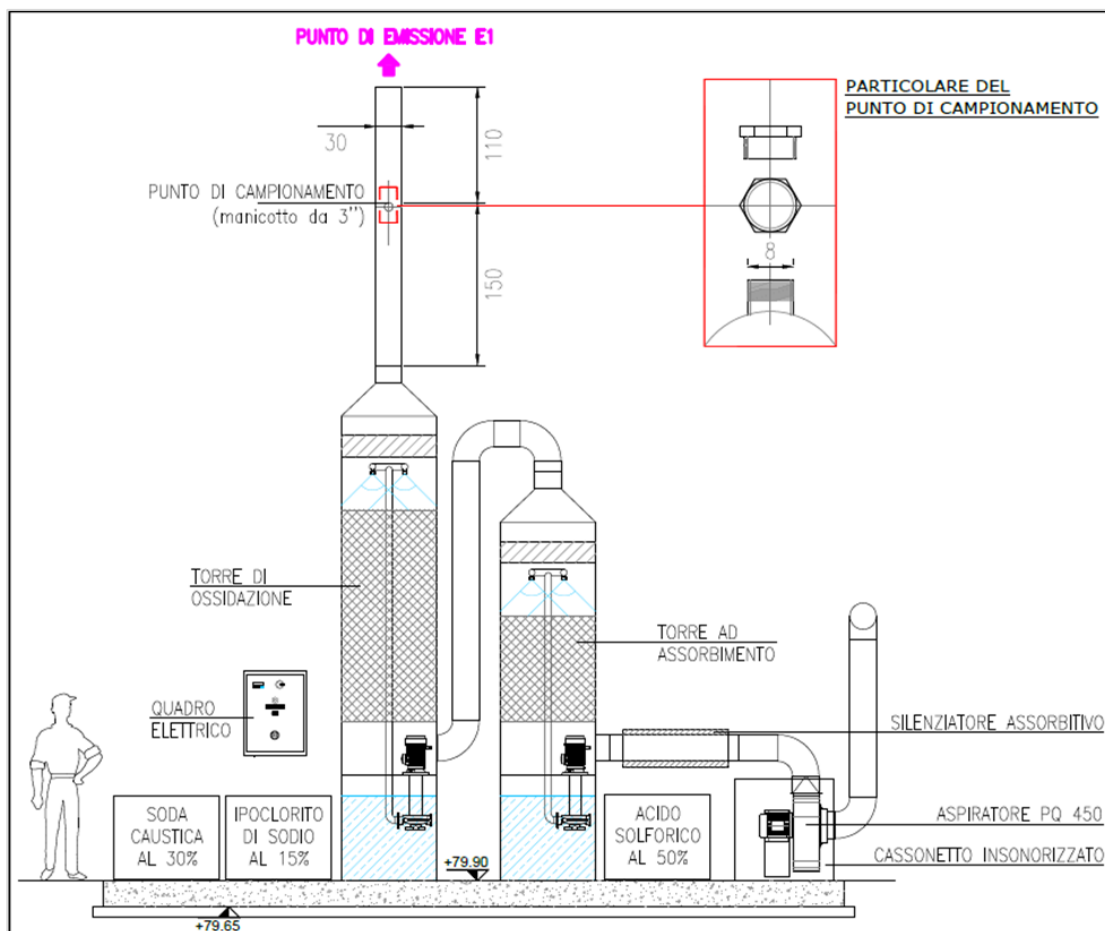 PUNTO DI EMISSIONE E1
PARTICOLARE DEL
PUNTO DI CAMPIONAMENTO
30
110
PUNTO DI CAMPIONAMENTO
(manicotto da 3'')
8
150
TORRE DI
OSSIDAZIONE
TORRE AD
ASSORBIMENTO
QUADRO
ELETTRICO
SILENZIATORE ASSORBITIVO
SODA
CAUSTICA
AL 30%
IPOCLORITO
DI SODIO
AL 15%
ACIDO
SOLFORICO
AL 50%
ASPIRATORE PQ 450
CASSONETTO INSONORIZZATO
+79.90
+79.65